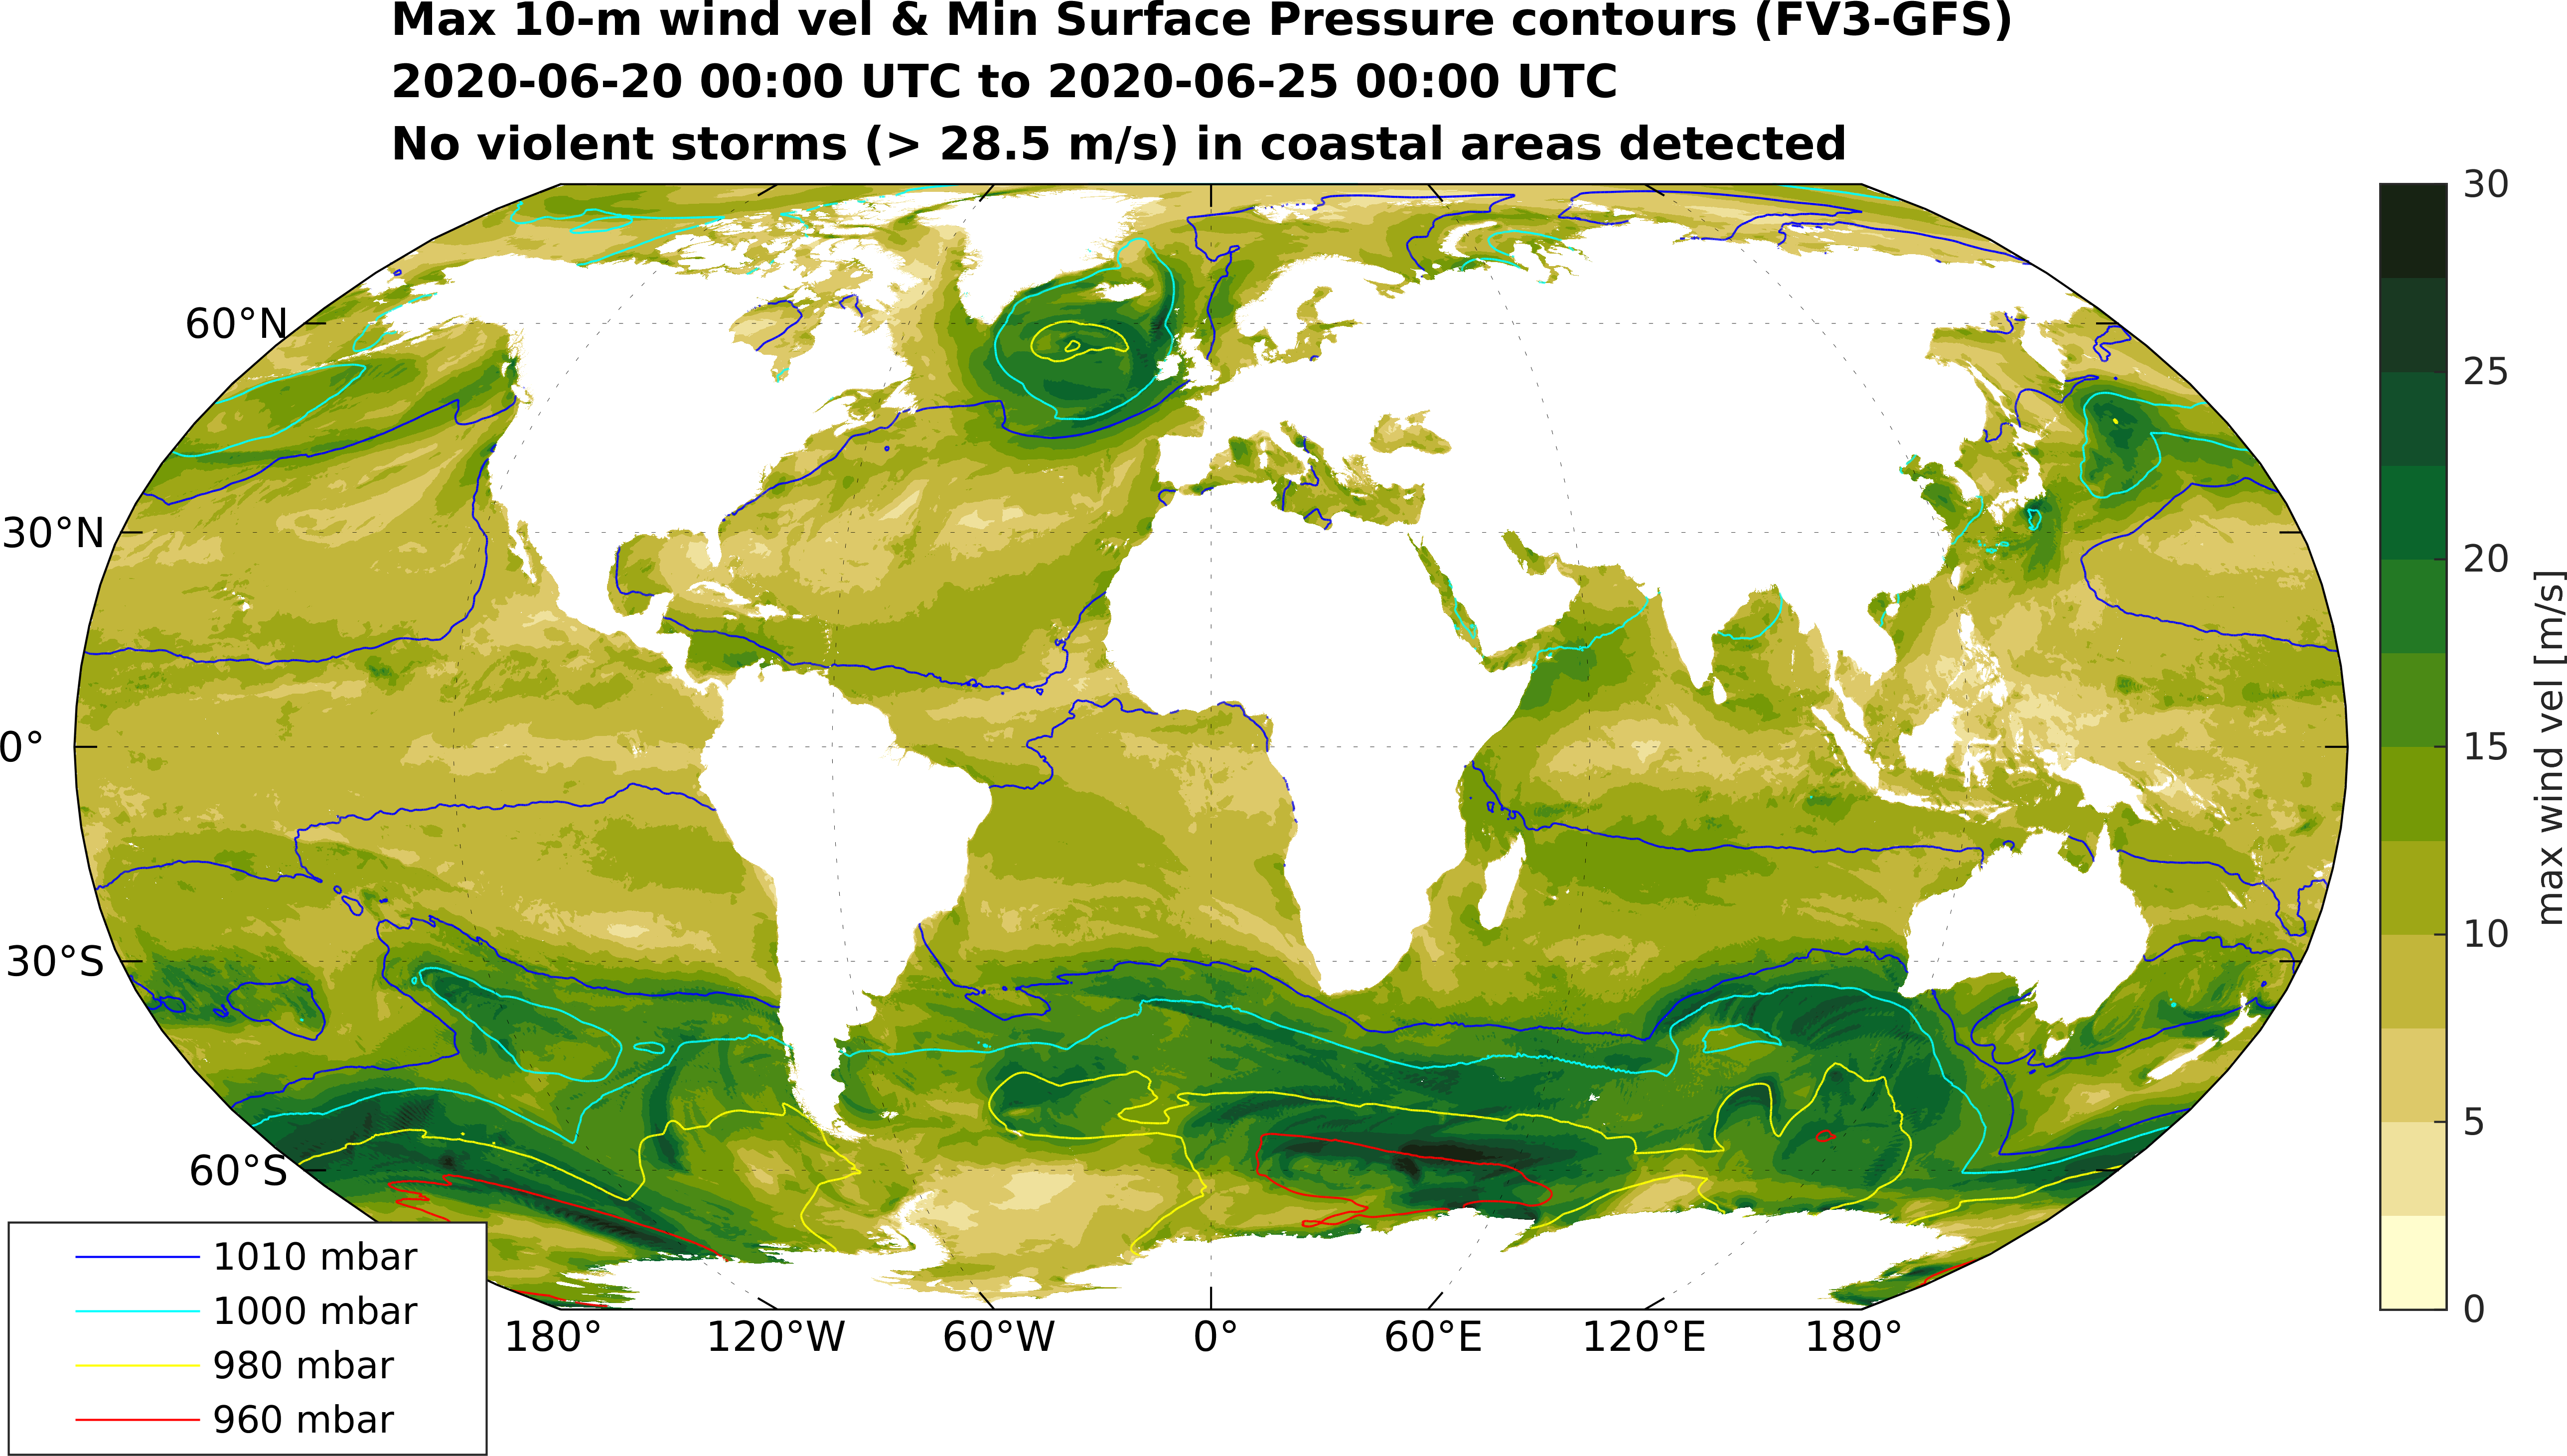 Max 10-m wind vel & Min Surface Pressure contours (FV3-GFS)
2020-06-20 00:00 UTC to 2020-06-25 00:00 UTC
No violent storms (> 28.5 m/s) in coastal areas detected
60°N
30°N
0°
30°S
60°S
180°
120°W
60°W
0°
60°E
120°E
180°
1010 mbar
1000 mbar
980 mbar
960 mbar
30
25
20
15
10
5
0
max wind vel [m/s]